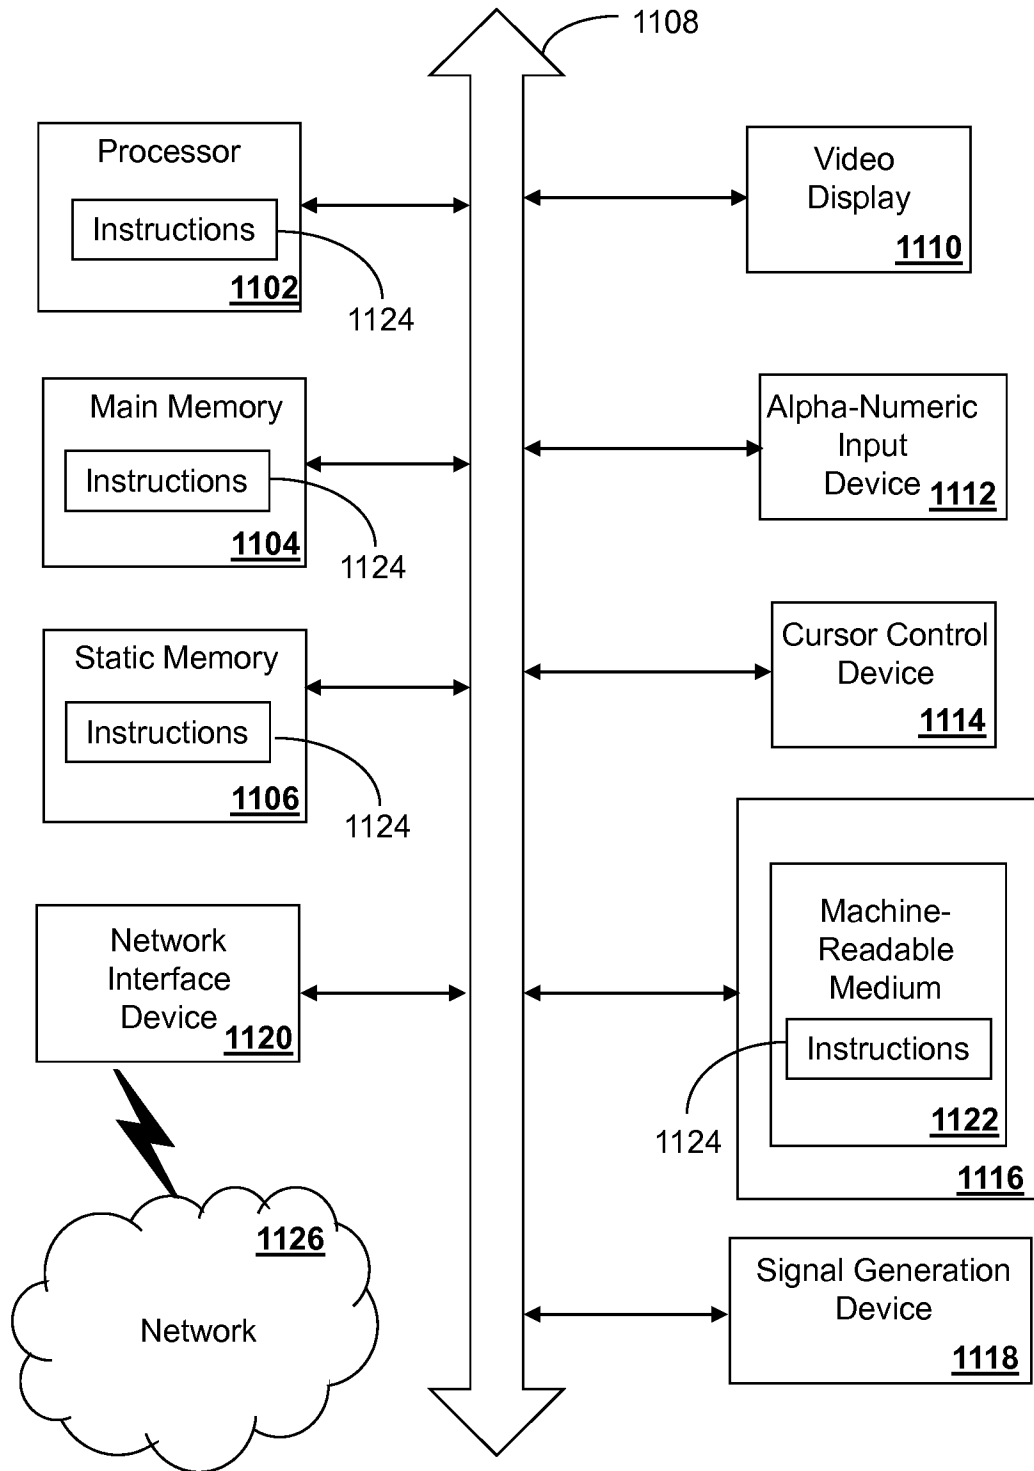 1108
Processor
Instructions
1102
1124
Main Memory
Instructions
1104
1124
Static Memory
Instructions
1106
1124
Network
Interface
Device
1120
1126
Network
Video
Display
1110
Alpha-Numeric
Input
Device
1112
Cursor Control
Device
1114
Machine-
Readable
Medium
Instructions
1124
1122
1116
Signal Generation
Device
1118